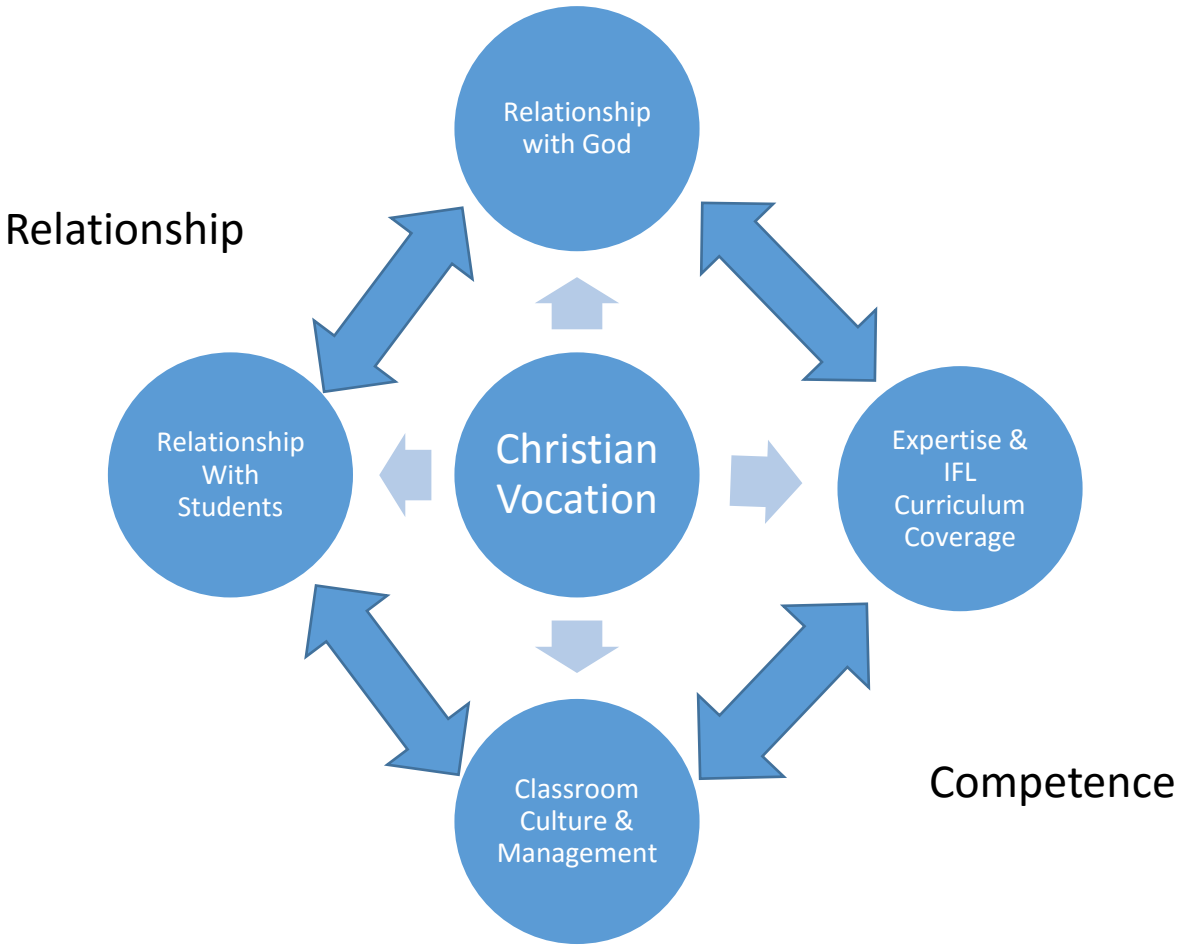 Relationship
with God
Relationship
Relationship
With
Students
Christian
Vocation
Expertise &
IFL
Curriculum
Coverage
Classroom
Culture &
Management
Competence